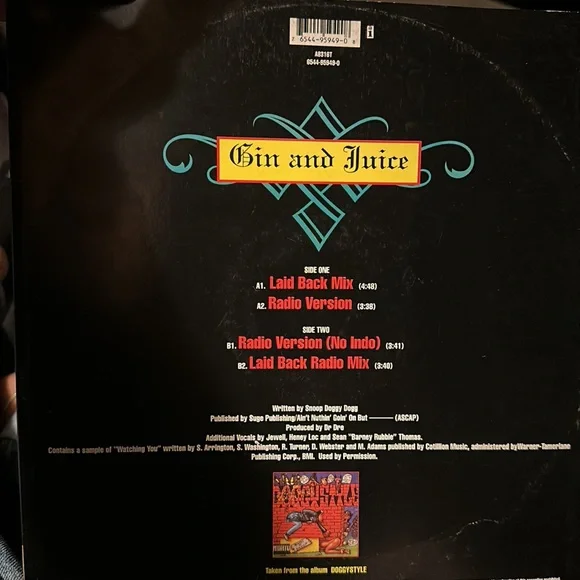 7 6544-95949-0 8
A8316T
6544-95949-0
Gin and Juice
SIDE ONE
A1. Laid Back Mix (4:48)
A2. Radio Version (3:38)
SIDE TWO
B1. Radio Version (No Indo) (3:41)
B2. Laid Back Radio Mix (3:40)
Written by Snoop Doggy Dogg
Published by Suge Publishing/Ain't Nuthin' Goin' On But ——— (ASCAP)
Produced by Dr Dre
Additional Vocals by Jewell, Heney Loc and Sean "Barney Rubble" Thomas.
Contains a sample of "Watching You" written by S. Arrington, S. Washington, R. Turner, D. Webster and M. Adams published by Cotillion Music, administered byWarner-Tamerlane
Publishing Corp., BMI. Used by Permission.
DOGGYSTYLE
Taken from the album DOGGYSTYLE